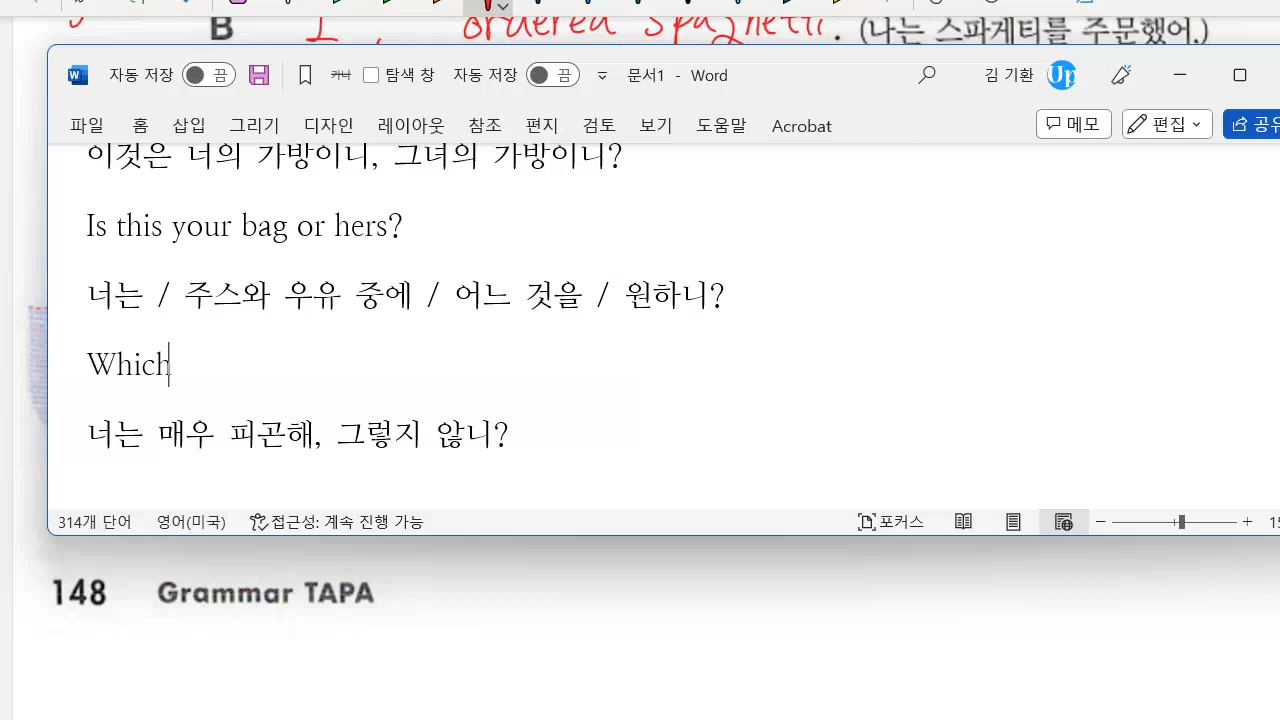 B I ordered spaghetti. (나는 스파게티를 주문했어.)
자동 저장 끔 가나 탐색 창 자동 저장 끔 문서1 - Word 김 기환 Up
파일 홈 삽입 그리기 디자인 레이아웃 참조 편지 검토 보기 도움말 Acrobat 메모 편집 공유
이것은 너의 가방이니, 그녀의 가방이니?
Is this your bag or hers?
너는 / 주스와 우유 중에 / 어느 것을 / 원하니?
Which
너는 매우 피곤해, 그렇지 않니?
314개 단어 영어(미국) 접근성: 계속 진행 가능 포커스
148 Grammar TAPA